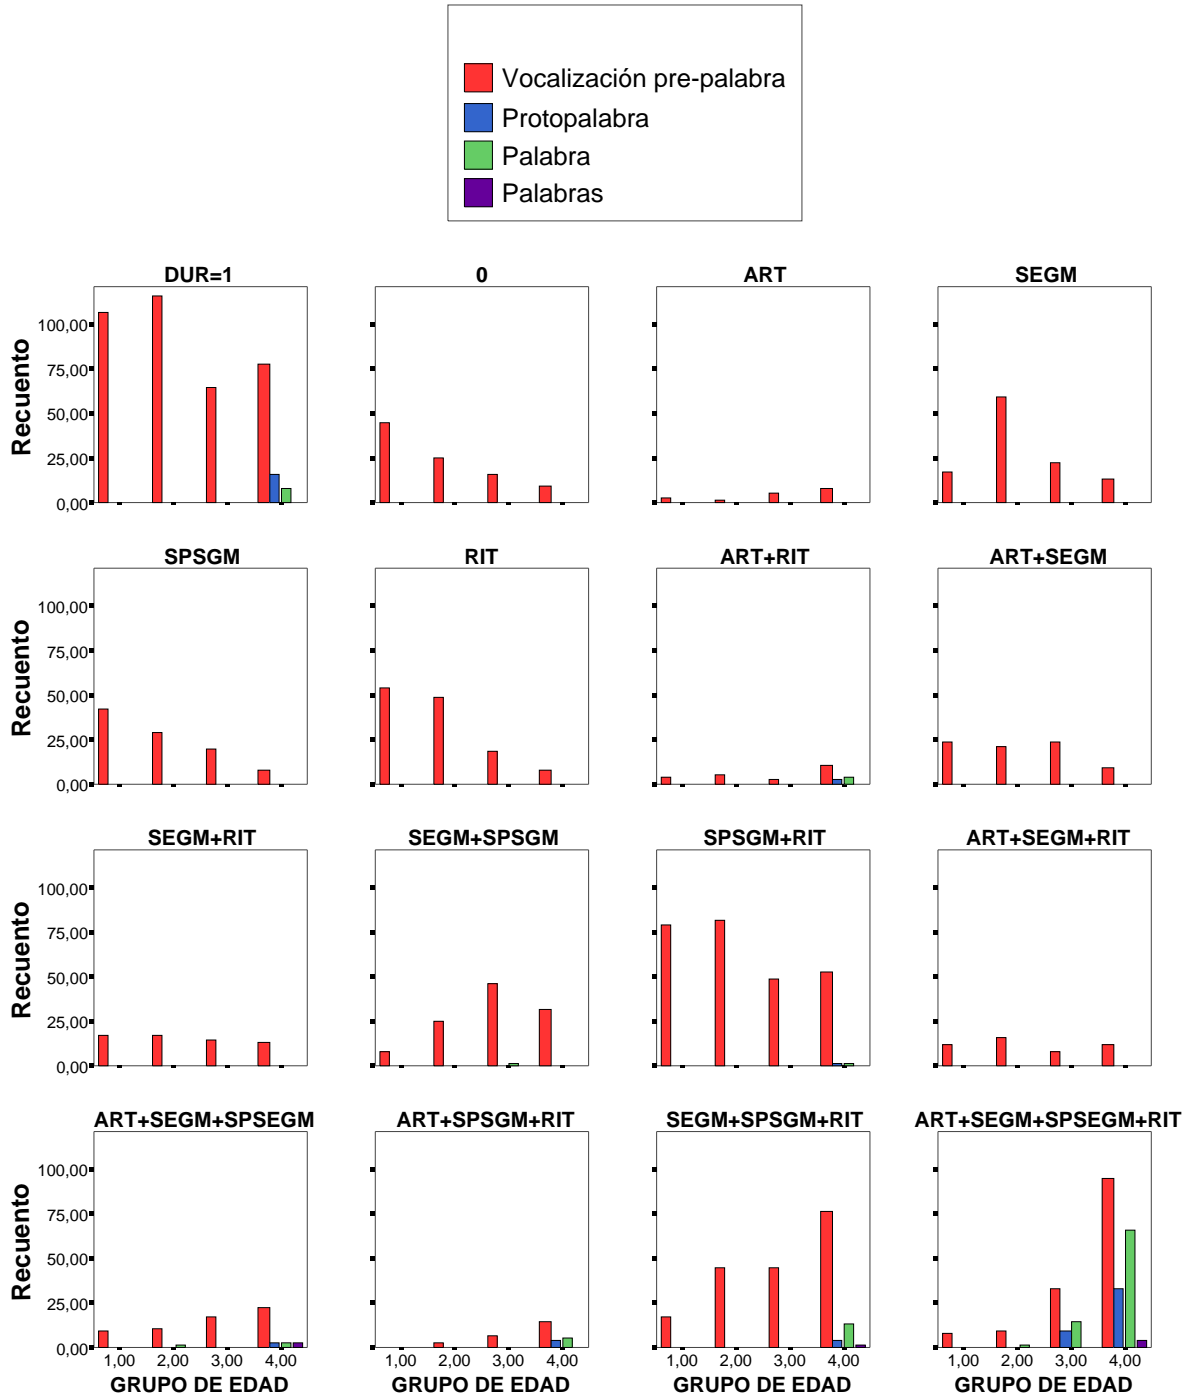 Vocalización pre-palabra
Protopalabra
Palabra
Palabras
DUR=1 0 ART SEGM
Recuento
100,00
75,00
50,00
25,00
0,00
SPSGM RIT ART+RIT ART+SEGM
Recuento
100,00
75,00
50,00
25,00
0,00
SEGM+RIT SEGM+SPSGM SPSGM+RIT ART+SEGM+RIT
Recuento
100,00
75,00
50,00
25,00
0,00
ART+SEGM+SPSEGM ART+SPSGM+RIT SEGM+SPSGM+RIT ART+SEGM+SPSEGM+RIT
Recuento
100,00
75,00
50,00
25,00
0,00
1,00 2,00 3,00 4,00 1,00 2,00 3,00 4,00 1,00 2,00 3,00 4,00 1,00 2,00 3,00 4,00
GRUPO DE EDAD GRUPO DE EDAD GRUPO DE EDAD GRUPO DE EDAD